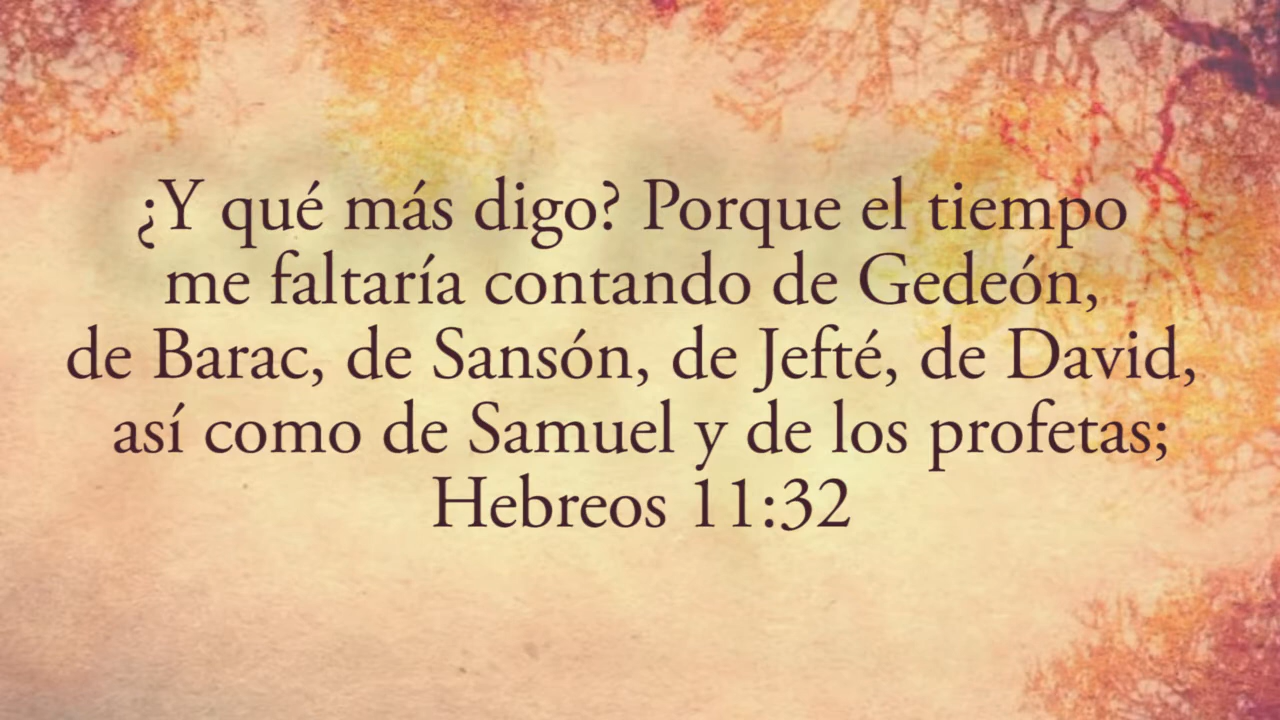 ¿Y qué más digo? Porque el tiempo
me faltaría contando de Gedeón,
de Barac, de Sansón, de Jefté, de David,
así como de Samuel y de los profetas;
Hebreos 11:32